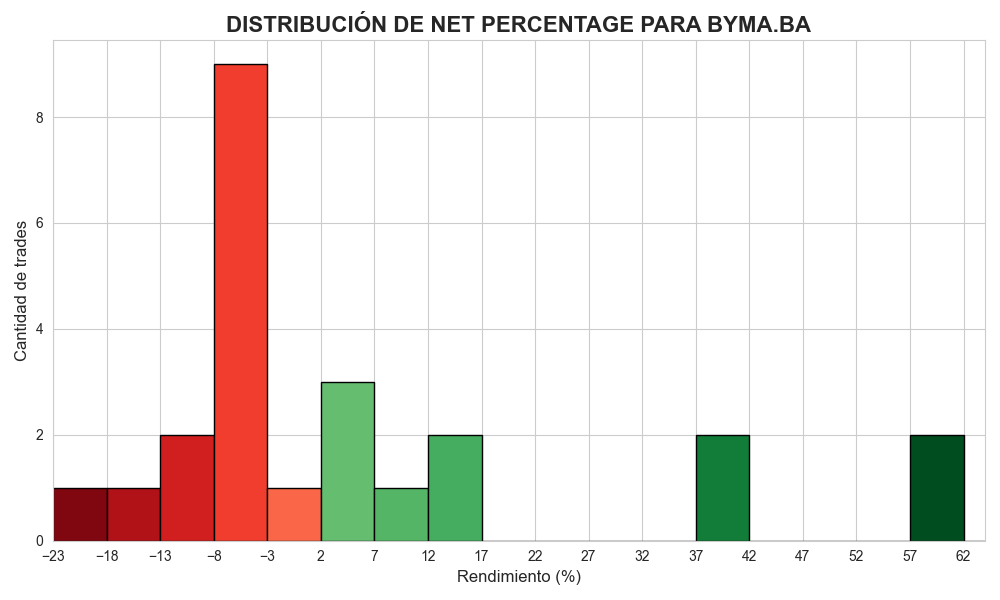 DISTRIBUCIÓN DE NET PERCENTAGE PARA BYMA.BA
Cantidad de trades
8
6
4
2
0
−23 −18 −13 −8 −3 2 7 12 17 22 27 32 37 42 47 52 57 62
Rendimiento (%)